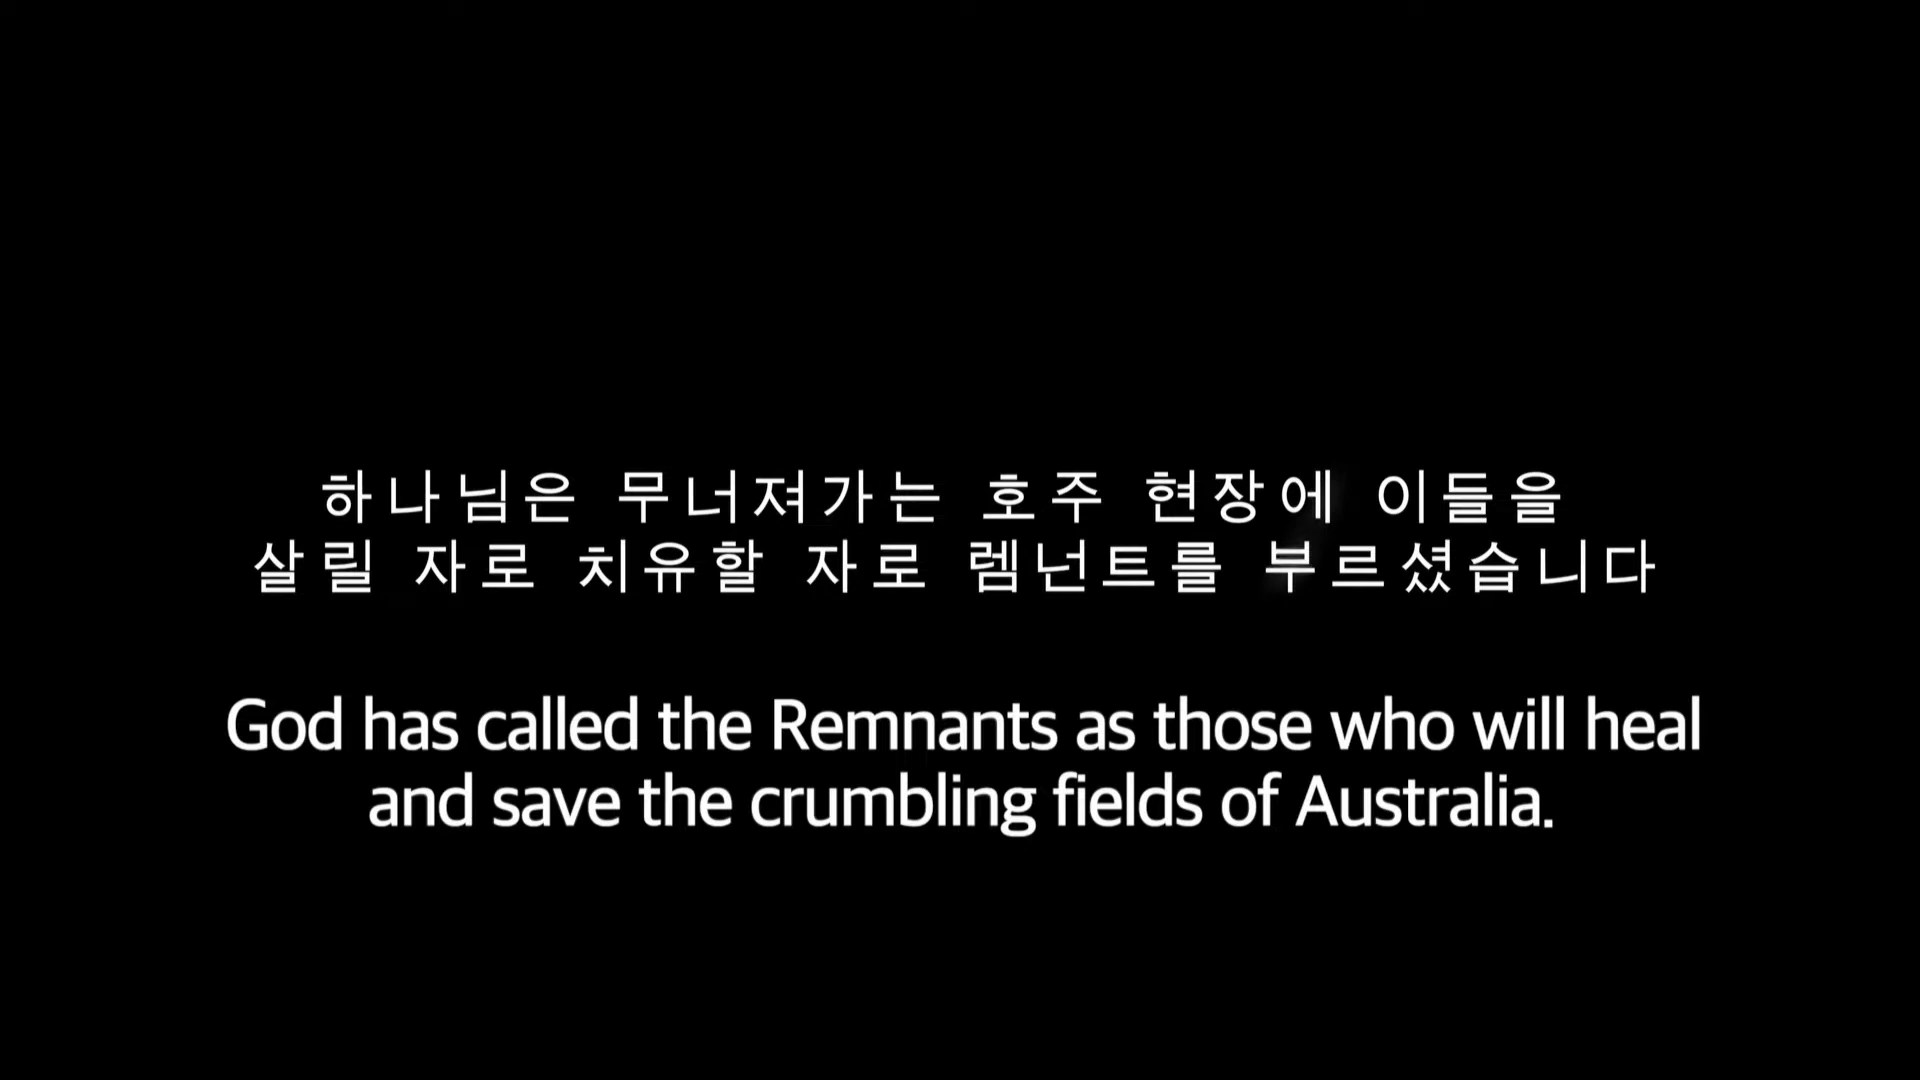 하나님은 무너져가는 호주 현장에 이들을
살릴 자로 치유할 자로 렘넌트를 부르셨습니다
God has called the Remnants as those who will heal
and save the crumbling fields of Australia.